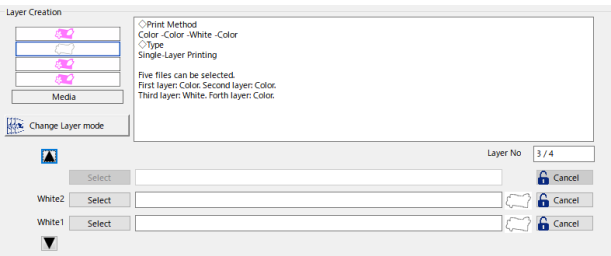 Layer Creation
◇Print Method
Color -Color -White -Color
◇Type
Single-Layer Printing
Five files can be selected.
First layer: Color. Second layer: Color.
Third layer: White. Forth layer: Color.
Media
Change Layer mode
Layer No 3 / 4
Select Cancel
White2 Select Cancel
White1 Select Cancel